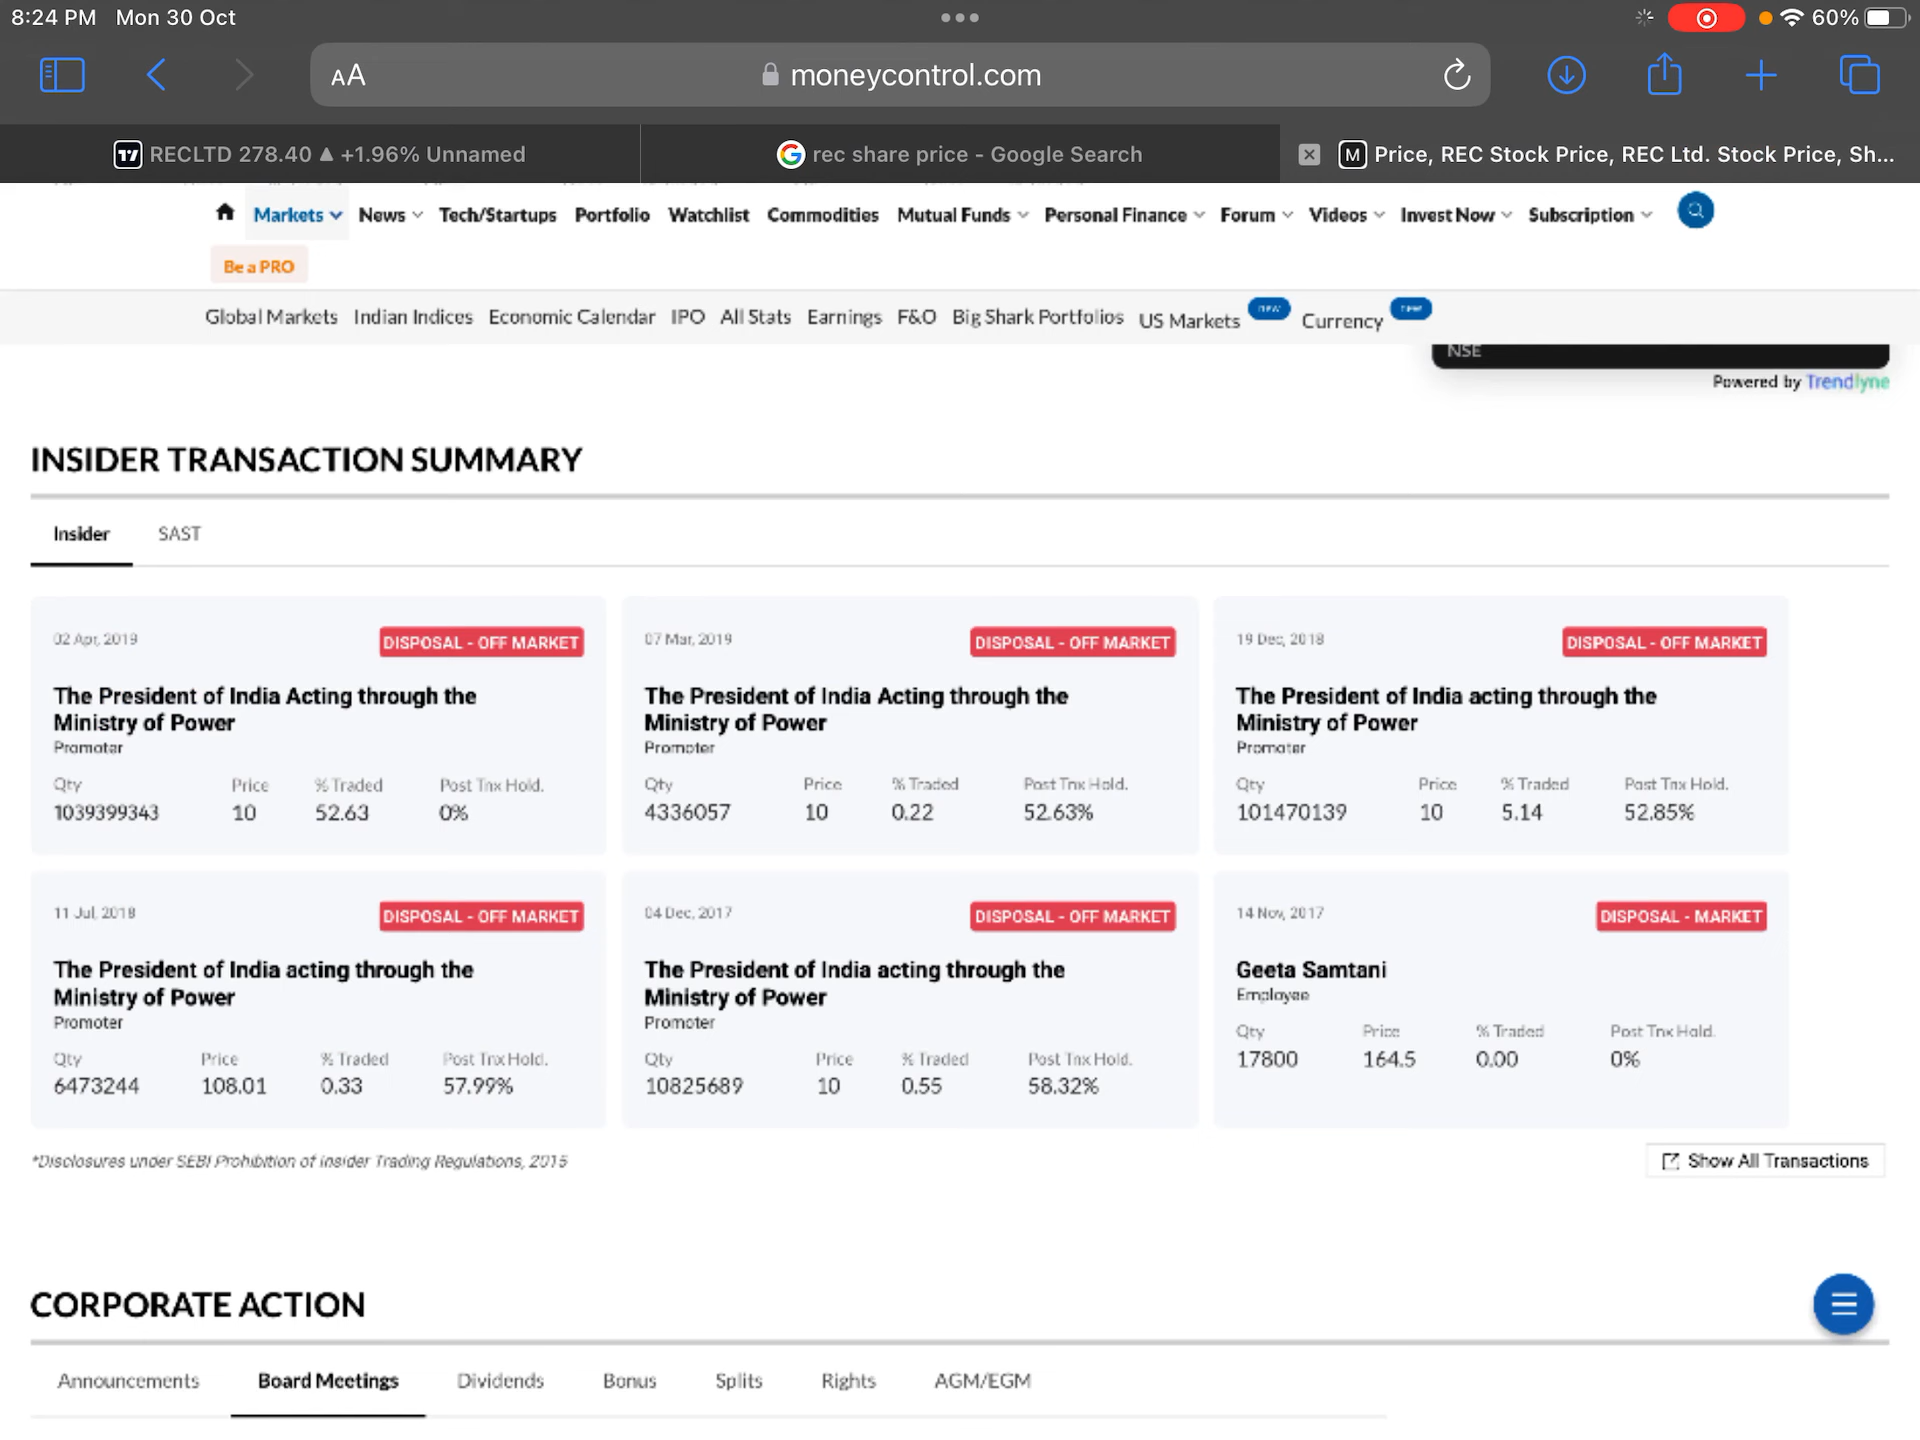 8:24 PM Mon 30 Oct
60%
AA
moneycontrol.com
RECLTD 278.40 ▲ +1.96% Unnamed
rec share price - Google Search
M Price, REC Stock Price, REC Ltd. Stock Price, Sh...
Markets News Tech/Startups Portfolio Watchlist Commodities Mutual Funds Personal Finance Forum Videos Invest Now Subscription
Be a PRO
Global Markets Indian Indices Economic Calendar IPO All Stats Earnings F&O Big Shark Portfolios US Markets new Currency new
NSE
Powered by Trendlyne
INSIDER TRANSACTION SUMMARY
Insider SAST
02 Apr, 2019 DISPOSAL - OFF MARKET
The President of India Acting through the
Ministry of Power
Promoter
Qty Price % Traded Post Tnx Hold.
1039399343 10 52.63 0%
07 Mar, 2019 DISPOSAL - OFF MARKET
The President of India Acting through the
Ministry of Power
Promoter
Qty Price % Traded Post Tnx Hold.
4336057 10 0.22 52.63%
19 Dec, 2018 DISPOSAL - OFF MARKET
The President of India acting through the
Ministry of Power
Promoter
Qty Price % Traded Post Tnx Hold.
101470139 10 5.14 52.85%
11 Jul, 2018 DISPOSAL - OFF MARKET
The President of India acting through the
Ministry of Power
Promoter
Qty Price % Traded Post Tnx Hold.
6473244 108.01 0.33 57.99%
04 Dec, 2017 DISPOSAL - OFF MARKET
The President of India acting through the
Ministry of Power
Promoter
Qty Price % Traded Post Tnx Hold.
10825689 10 0.55 58.32%
14 Nov, 2017 DISPOSAL - MARKET
Geeta Samtani
Employee
Qty Price % Traded Post Tnx Hold.
17800 164.5 0.00 0%
*Disclosures under SEBI Prohibition of Insider Trading Regulations, 2015
Show All Transactions
CORPORATE ACTION
Announcements Board Meetings Dividends Bonus Splits Rights AGM/EGM